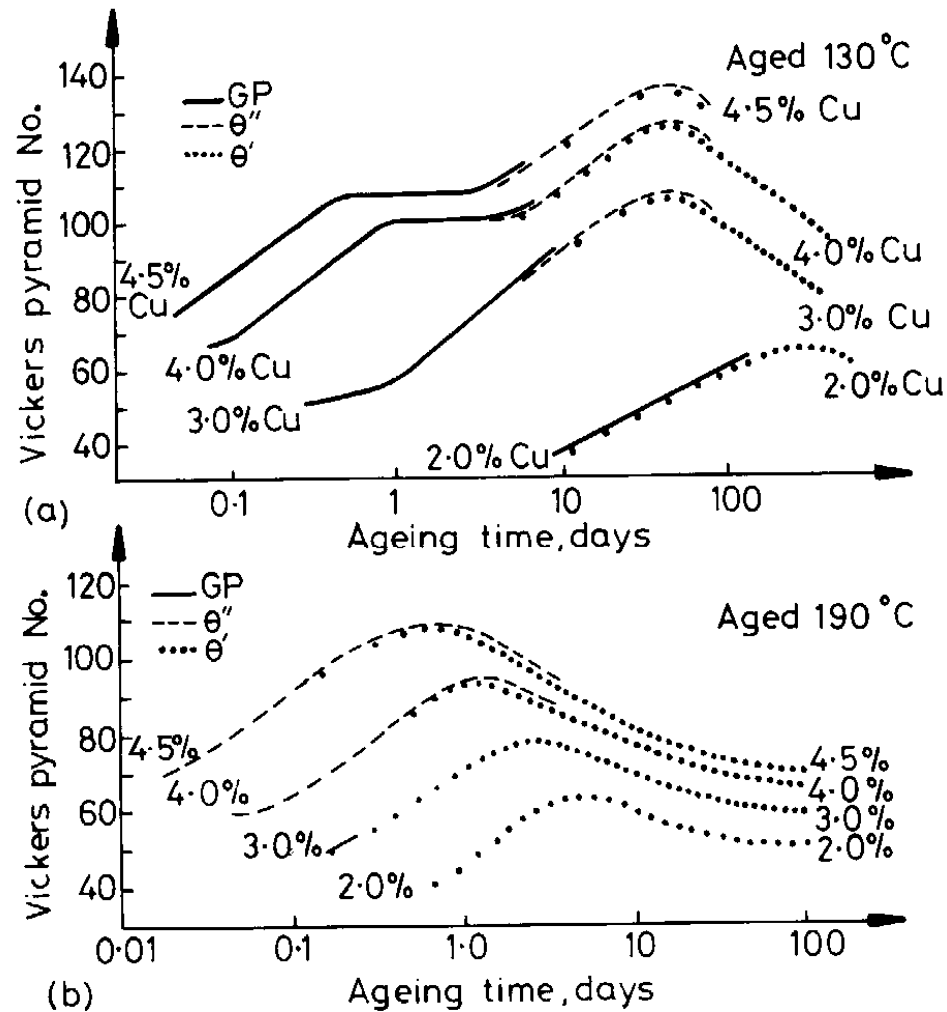 Vickers pyramid No.
140
120
100
80
60
40
GP
θ″
θ′
Aged 130°C
4·5% Cu
4·5%
Cu
4·0% Cu
3·0% Cu
2·0% Cu
4·0% Cu
3·0% Cu
2·0% Cu
0·1
1
10
100
(a)
Ageing time, days
Vickers pyramid No.
120
100
80
60
40
GP
θ″
θ′
Aged 190°C
4·5%
4·0%
3·0%
2·0%
4·5%
4·0%
3·0%
2·0%
0·01
0·1
1·0
10
100
(b)
Ageing time, days